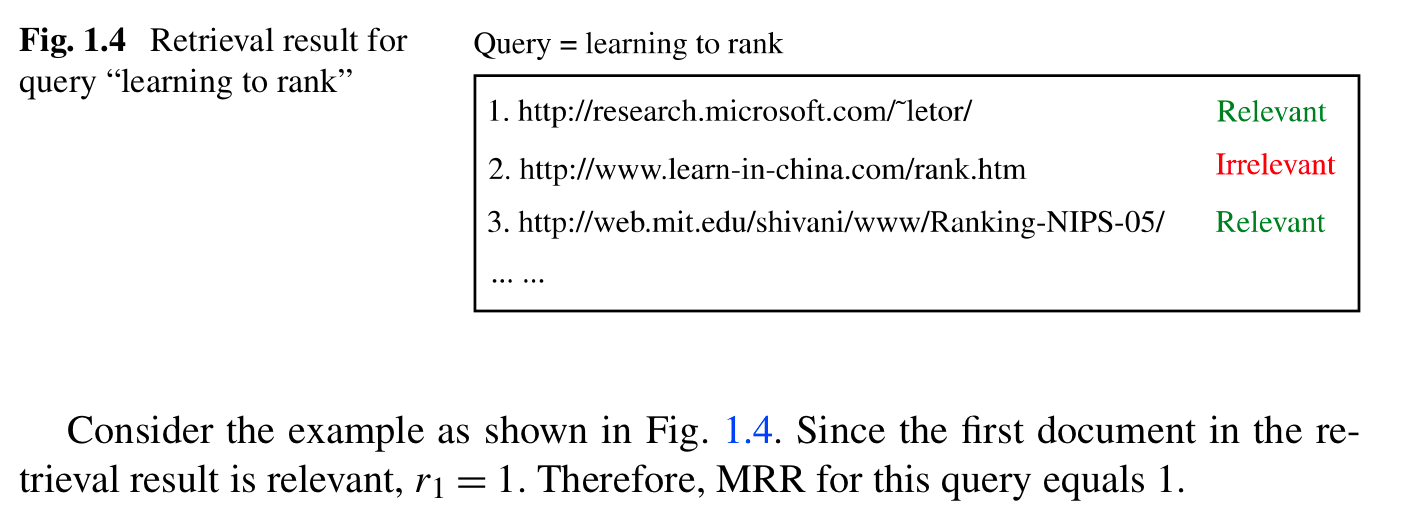 Fig. 1.4 Retrieval result for
query “learning to rank”
Query = learning to rank
1. http://research.microsoft.com/~letor/ Relevant
2. http://www.learn-in-china.com/rank.htm Irrelevant
3. http://web.mit.edu/shivani/www/Ranking-NIPS-05/ Relevant
... ...
Consider the example as shown in Fig. 1.4. Since the first document in the re-
trieval result is relevant, r₁ = 1. Therefore, MRR for this query equals 1.